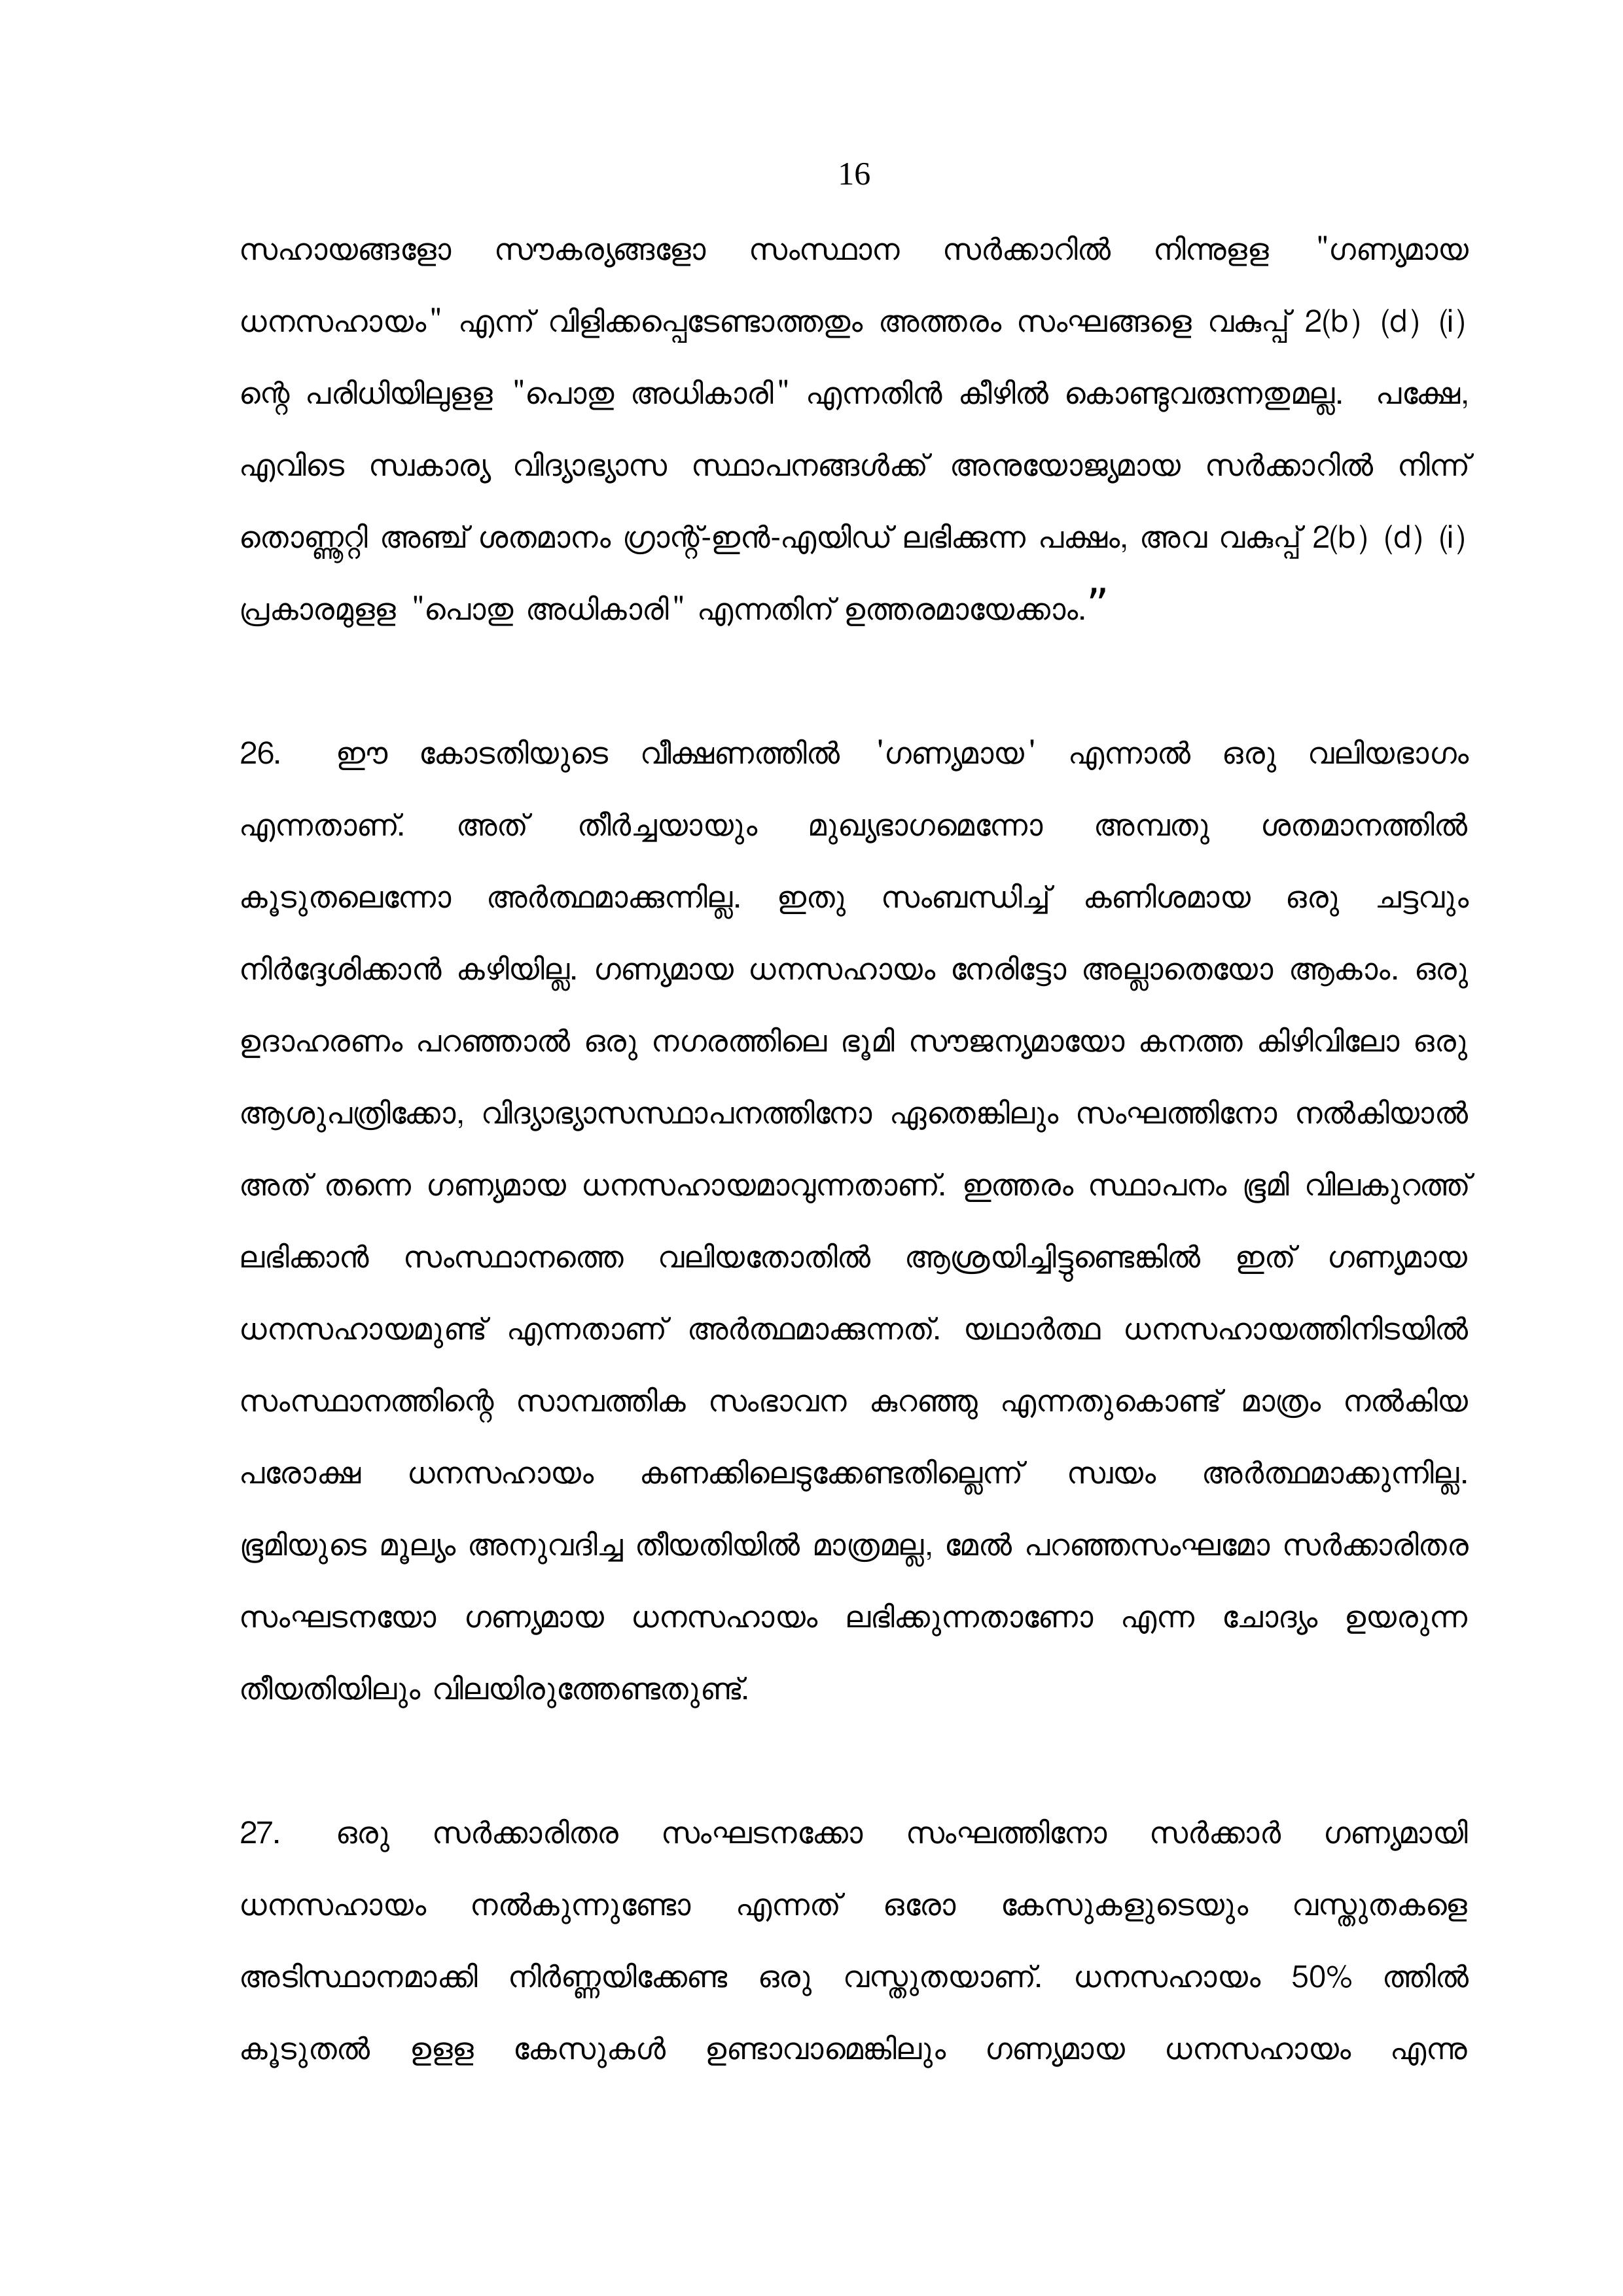 16
സഹായങ്ങളോ സൗകര്യങ്ങളോ സംസ്ഥാന സർക്കാറിൽ നിന്നുളള "ഗണ്യമായ
ധനസഹായം" എന്ന് വിളിക്കപ്പെടേണ്ടാത്തതും അത്തരം സംഘങ്ങളെ വകുപ്പ് 2(b) (d) (i)
ന്റെ പരിധിയിലുളള "പൊതു അധികാരി" എന്നതിൻ കീഴിൽ കൊണ്ടുവരുന്നതുമല്ല. പക്ഷേ,
എവിടെ സ്വകാര്യ വിദ്യാഭ്യാസ സ്ഥാപനങ്ങൾക്ക് അനുയോജ്യമായ സർക്കാറിൽ നിന്ന്
തൊണ്ണൂറ്റി അഞ്ച് ശതമാനം ഗ്രാന്റ്-ഇൻ-എയിഡ് ലഭിക്കുന്ന പക്ഷം, അവ വകുപ്പ് 2(b) (d) (i)
പ്രകാരമുളള "പൊതു അധികാരി" എന്നതിന് ഉത്തരമായേക്കാം.”
26. ഈ കോടതിയുടെ വീക്ഷണത്തിൽ 'ഗണ്യമായ' എന്നാൽ ഒരു വലിയഭാഗം
എന്നതാണ്. അത് തീർച്ചയായും മുഖ്യഭാഗമെന്നോ അമ്പതു ശതമാനത്തിൽ
കൂടുതലെന്നോ അർത്ഥമാക്കുന്നില്ല. ഇതു സംബന്ധിച്ച് കണിശമായ ഒരു ചട്ടവും
നിർദ്ദേശിക്കാൻ കഴിയില്ല. ഗണ്യമായ ധനസഹായം നേരിട്ടോ അല്ലാതെയോ ആകാം. ഒരു
ഉദാഹരണം പറഞ്ഞാൽ ഒരു നഗരത്തിലെ ഭൂമി സൗജന്യമായോ കനത്ത കിഴിവിലോ ഒരു
ആശുപത്രിക്കോ, വിദ്യാഭ്യാസസ്ഥാപനത്തിനോ ഏതെങ്കിലും സംഘത്തിനോ നൽകിയാൽ
അത് തന്നെ ഗണ്യമായ ധനസഹായമാവുന്നതാണ്. ഇത്തരം സ്ഥാപനം ഭൂമി വിലകുറത്ത്
ലഭിക്കാൻ സംസ്ഥാനത്തെ വലിയതോതിൽ ആശ്രയിച്ചിട്ടുണ്ടെങ്കിൽ ഇത് ഗണ്യമായ
ധനസഹായമുണ്ട് എന്നതാണ് അർത്ഥമാക്കുന്നത്. യഥാർത്ഥ ധനസഹായത്തിനിടയിൽ
സംസ്ഥാനത്തിന്റെ സാമ്പത്തിക സംഭാവന കുറഞ്ഞു എന്നതുകൊണ്ട് മാത്രം നൽകിയ
പരോക്ഷ ധനസഹായം കണക്കിലെടുക്കേണ്ടതില്ലെന്ന് സ്വയം അർത്ഥമാക്കുന്നില്ല.
ഭൂമിയുടെ മൂല്യം അനുവദിച്ച തീയതിയിൽ മാത്രമല്ല, മേൽ പറഞ്ഞസംഘമോ സർക്കാരിതര
സംഘടനയോ ഗണ്യമായ ധനസഹായം ലഭിക്കുന്നതാണോ എന്ന ചോദ്യം ഉയരുന്ന
തീയതിയിലും വിലയിരുത്തേണ്ടതുണ്ട്.
27. ഒരു സർക്കാരിതര സംഘടനക്കോ സംഘത്തിനോ സർക്കാർ ഗണ്യമായി
ധനസഹായം നൽകുന്നുണ്ടോ എന്നത് ഒരോ കേസുകളുടെയും വസ്തുതകളെ
അടിസ്ഥാനമാക്കി നിർണ്ണയിക്കേണ്ട ഒരു വസ്തുതയാണ്. ധനസഹായം 50% ത്തിൽ
കൂടുതൽ ഉളള കേസുകൾ ഉണ്ടാവാമെങ്കിലും ഗണ്യമായ ധനസഹായം എന്നു